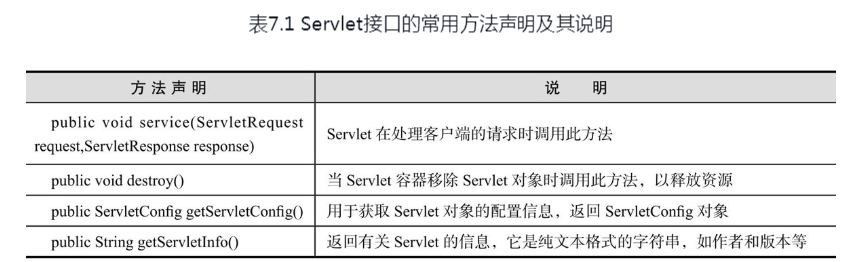 表7.1 Servlet接口的常用方法声明及其说明
方法声明 说 明
public void service(ServletRequest
request,ServletResponse response)
Servlet 在处理客户端的请求时调用此方法
public void destroy() 当 Servlet 容器移除 Servlet 对象时调用此方法，以释放资源
public ServletConfig getServletConfig() 用于获取 Servlet 对象的配置信息，返回 ServletConfig 对象
public String getServletInfo() 返回有关 Servlet 的信息，它是纯文本格式的字符串，如作者和版本等